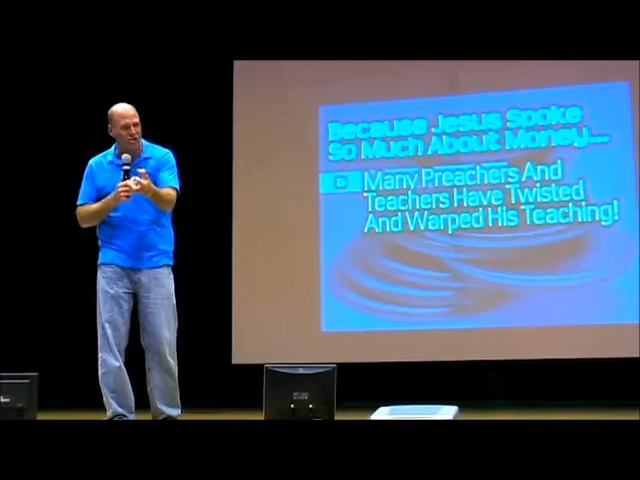 Because Jesus Spoke
So Much About Money...
Many Preachers And
Teachers Have Twisted
And Warped His Teaching!